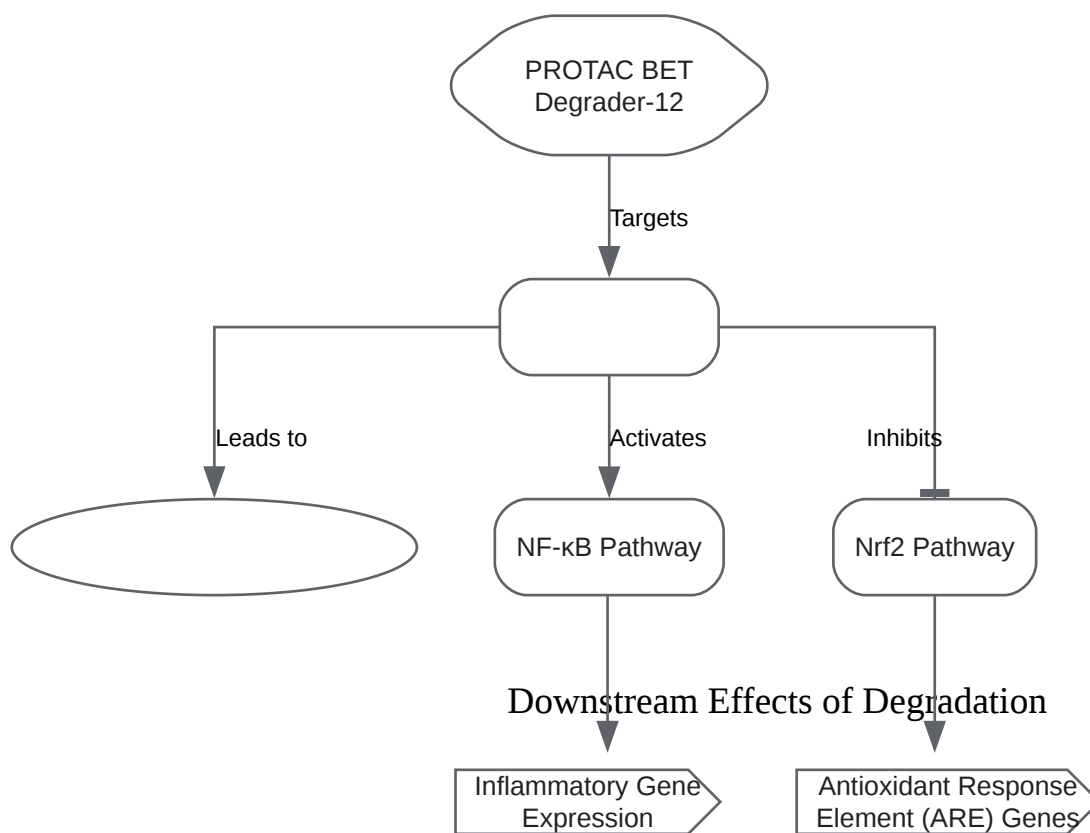 PROTAC BET
Degrader-12
Targets
Leads to
Activates
Inhibits
NF-κB Pathway
Nrf2 Pathway
Downstream Effects of Degradation
Inflammatory Gene
Expression
Antioxidant Response
Element (ARE) Genes